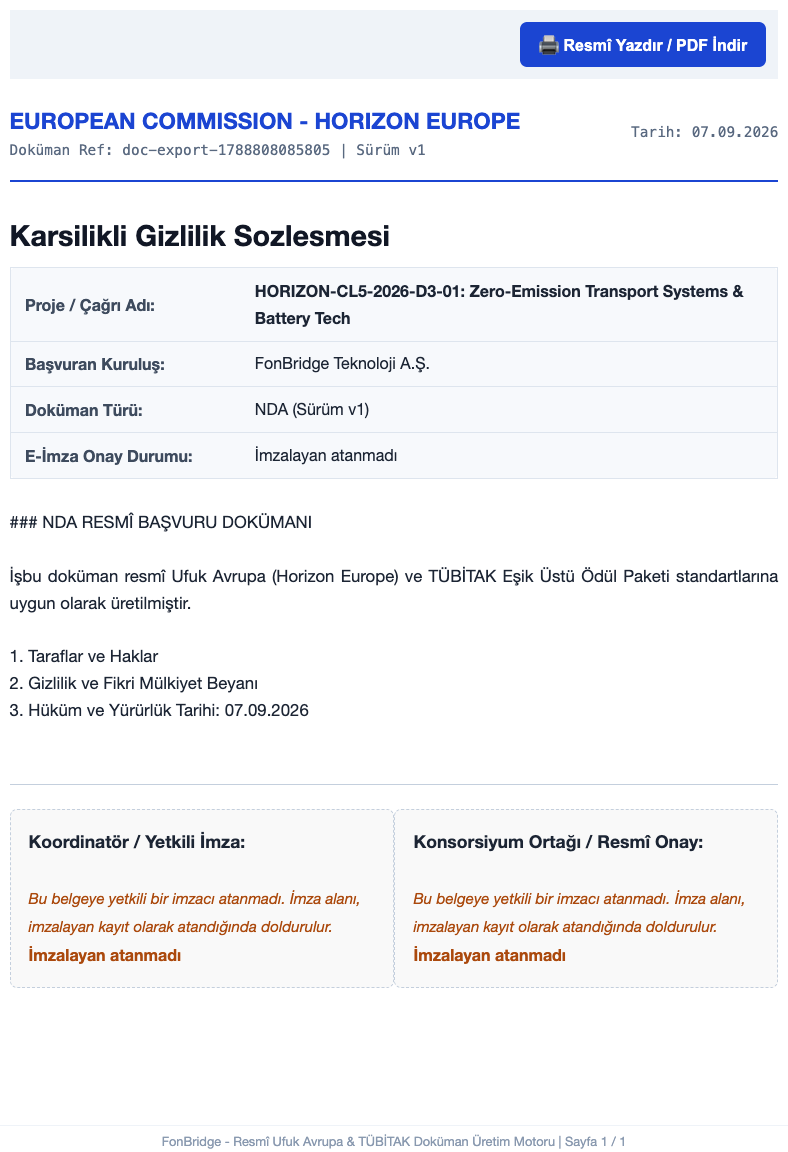 🖨️ Resmî Yazdır / PDF İndir
EUROPEAN COMMISSION - HORIZON EUROPE
Doküman Ref: doc-export-1788808085805 | Sürüm v1
Tarih: 07.09.2026
Karsilikli Gizlilik Sozlesmesi
Proje / Çağrı Adı:
HORIZON-CL5-2026-D3-01: Zero-Emission Transport Systems &
Battery Tech
Başvuran Kuruluş:
FonBridge Teknoloji A.Ş.
Doküman Türü:
NDA (Sürüm v1)
E-İmza Onay Durumu:
İmzalayan atanmadı
### NDA RESMÎ BAŞVURU DOKÜMANI
İşbu doküman resmî Ufuk Avrupa (Horizon Europe) ve TÜBİTAK Eşik Üstü Ödül Paketi standartlarına
uygun olarak üretilmiştir.
1. Taraflar ve Haklar
2. Gizlilik ve Fikri Mülkiyet Beyanı
3. Hüküm ve Yürürlük Tarihi: 07.09.2026
Koordinatör / Yetkili İmza:
Bu belgeye yetkili bir imzacı atanmadı. İmza alanı,
imzalayan kayıt olarak atandığında doldurulur.
İmzalayan atanmadı
Konsorsiyum Ortağı / Resmî Onay:
Bu belgeye yetkili bir imzacı atanmadı. İmza alanı,
imzalayan kayıt olarak atandığında doldurulur.
İmzalayan atanmadı
FonBridge - Resmî Ufuk Avrupa & TÜBİTAK Doküman Üretim Motoru | Sayfa 1 / 1